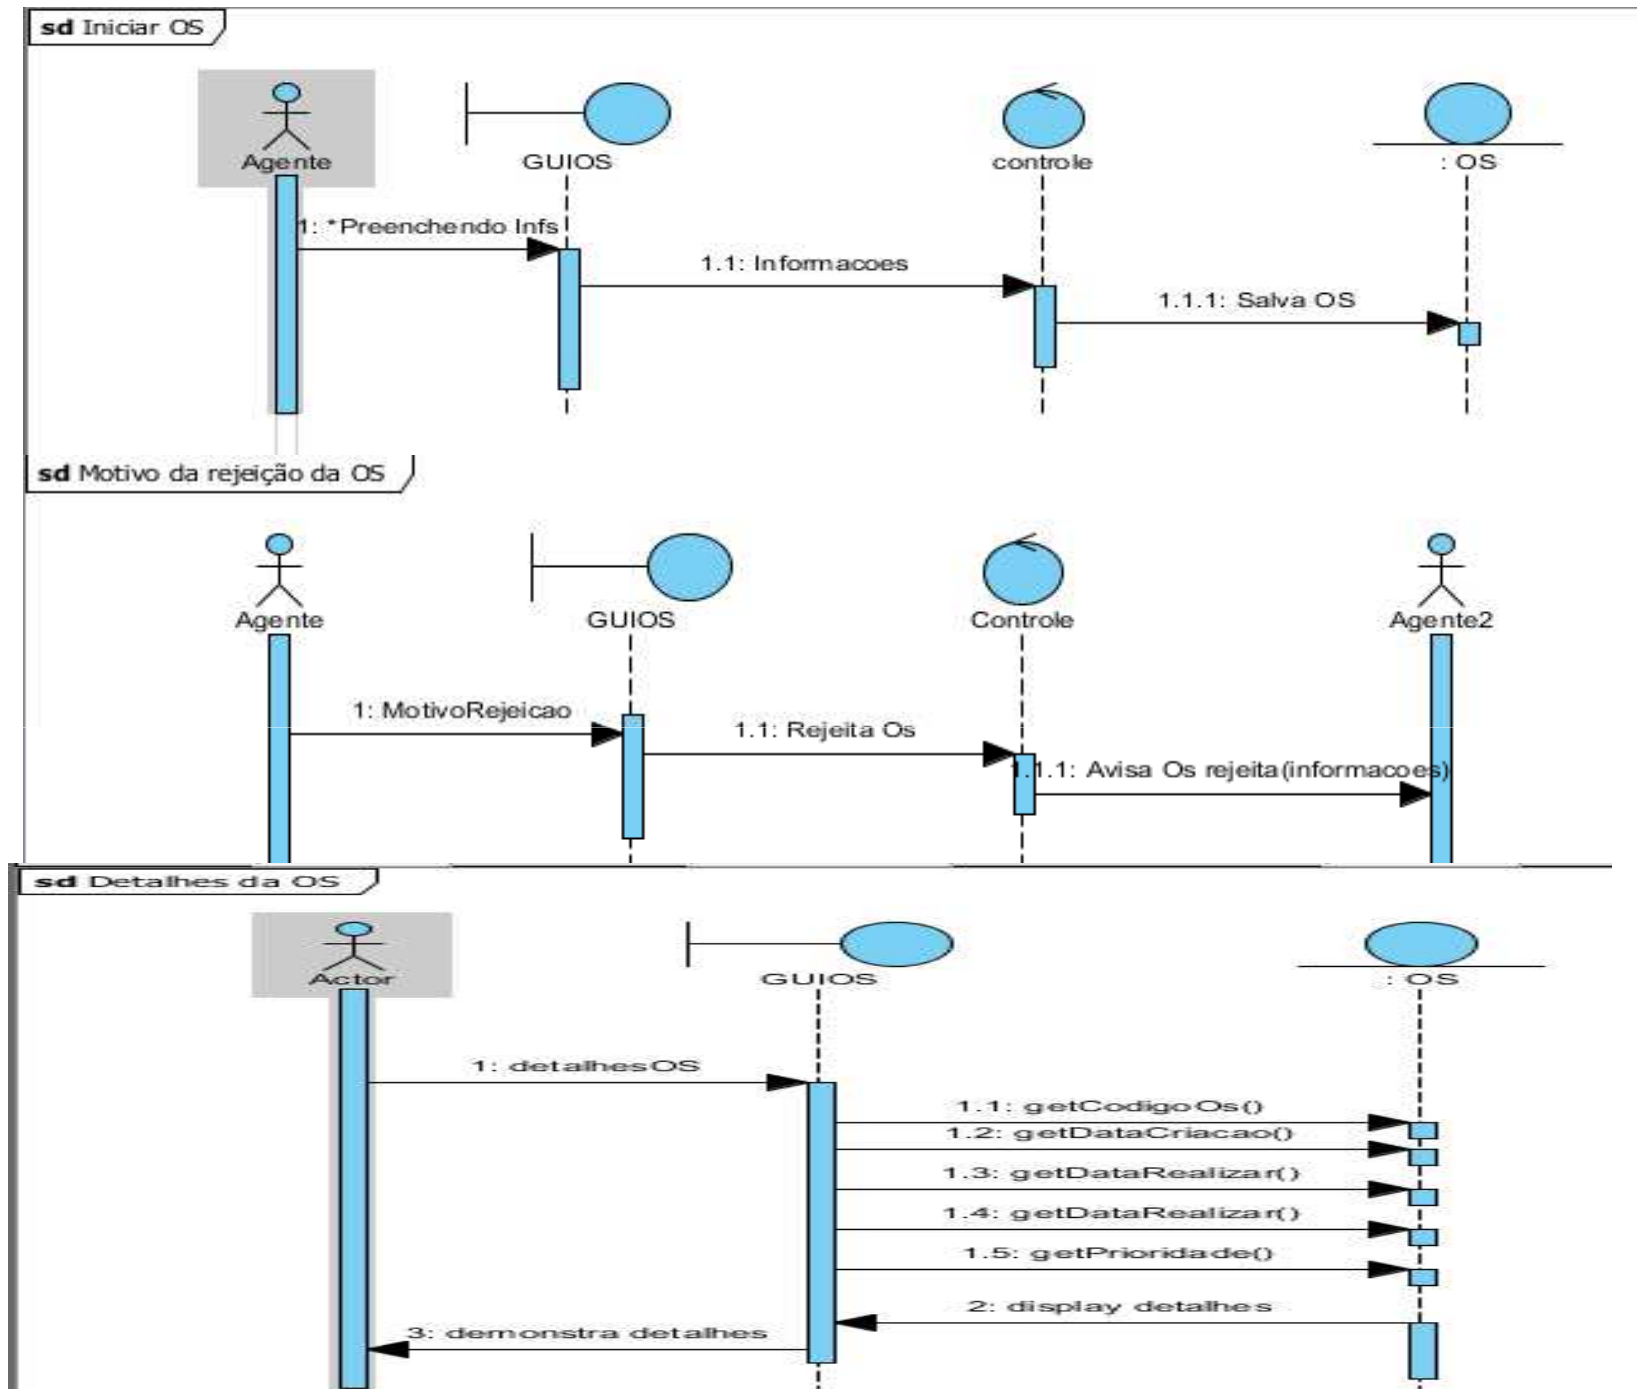 sd Iniciar OS
Agente
GUIOS
controle
: OS
1: *Preenchendo Infs
1.1: Informacoes
1.1.1: Salva OS
sd Motivo da rejeição da OS
Agente
GUIOS
Controle
Agente2
1: MotivoRejeicao
1.1: Rejeita Os
1.1.1: Avisa Os rejeita(informacoes)
sd Detalhes da OS
Actor
GUIOS
: OS
1: detalhesOS
1.1: getCodigoOs()
1.2: getDataCriacao()
1.3: getDataRealizar()
1.4: getDataRealizar()
1.5: getPrioridade()
2: display detalhes
3: demonstra detalhes